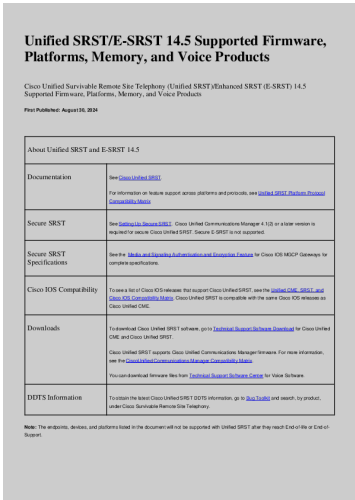 Unified SRST/E-SRST 14.5 Supported Firmware,
Platforms, Memory, and Voice Products
Cisco Unified Survivable Remote Site Telephony (Unified SRST)/Enhanced SRST (E-SRST) 14.5
Supported Firmware, Platforms, Memory, and Voice Products
First Published: August 30, 2024
About Unified SRST and E-SRST 14.5
Documentation
See Cisco Unified SRST.
For information on feature support across platforms and protocols, see Unified SRST Platform Protocol
Compatibility Matrix
Secure SRST
See Setting Up Secure SRST. Cisco Unified Communications Manager 4.1(2) or a later version is
required for secure Cisco Unified SRST. Secure E-SRST is not supported.
Secure SRST
Specifications
See the Media and Signaling Authentication and Encryption Feature for Cisco IOS MGCP Gateways for
complete specifications.
Cisco IOS Compatibility
To see a list of Cisco IOS releases that support Cisco Unified SRST, see the Unified CME, SRST, and
Cisco IOS Compatibility Matrix. Cisco Unified SRST is compatible with the same Cisco IOS releases as
Cisco Unified CME.
Downloads
To download Cisco Unified SRST software, go to Technical Support Software Download for Cisco Unified
CME and Cisco Unified SRST.
Cisco Unified SRST supports Cisco Unified Communications Manager firmware. For more information,
see the Cisco Unified Communications Manager Compatibility Matrix.
You can download firmware files from Technical Support Software Center for Voice Software.
DDTS Information
To obtain the latest Cisco Unified SRST DDTS information, go to Bug Toolkit and search, by product,
under Cisco Survivable Remote Site Telephony.
Note: The endpoints, devices, and platforms listed in the document will not be supported with Unified SRST after they reach End-of-life or End-of-
Support.